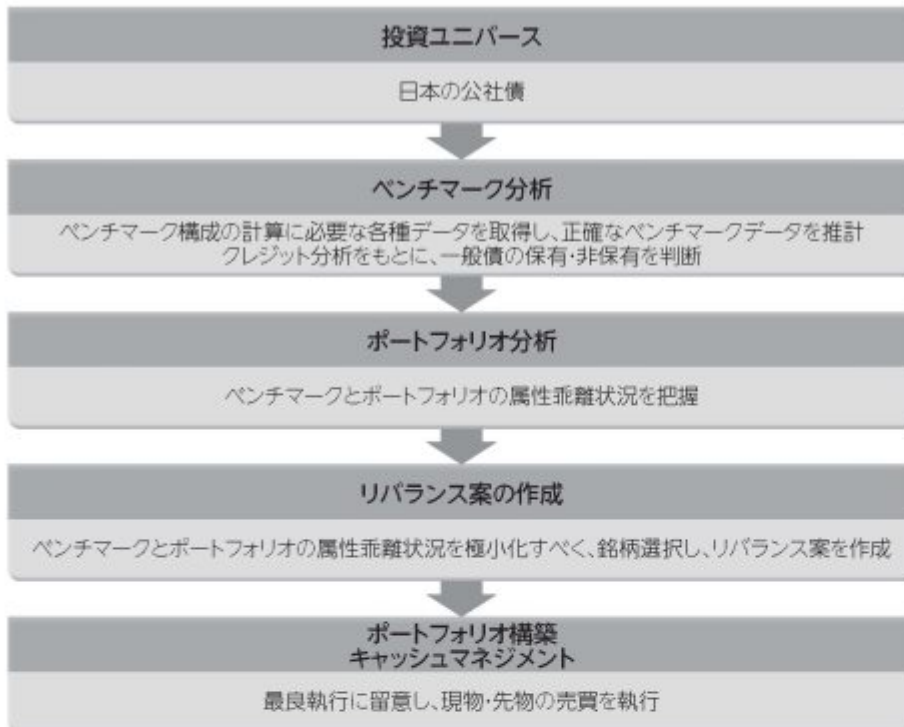 投資ユニバース
日本の公社債
ベンチマーク分析
ベンチマーク構成の計算に必要な各種データを取得し、正確なベンチマークデータを推計
クレジット分析をもとに、一般債の保有・非保有を判断
ポートフォリオ分析
ベンチマークとポートフォリオの属性乖離状況を把握
リバランス案の作成
ベンチマークとポートフォリオの属性乖離状況を極小化すべく、銘柄選択し、リバランス案を作成
ポートフォリオ構築
キャッシュマネジメント
最良執行に留意し、現物・先物の売買を執行